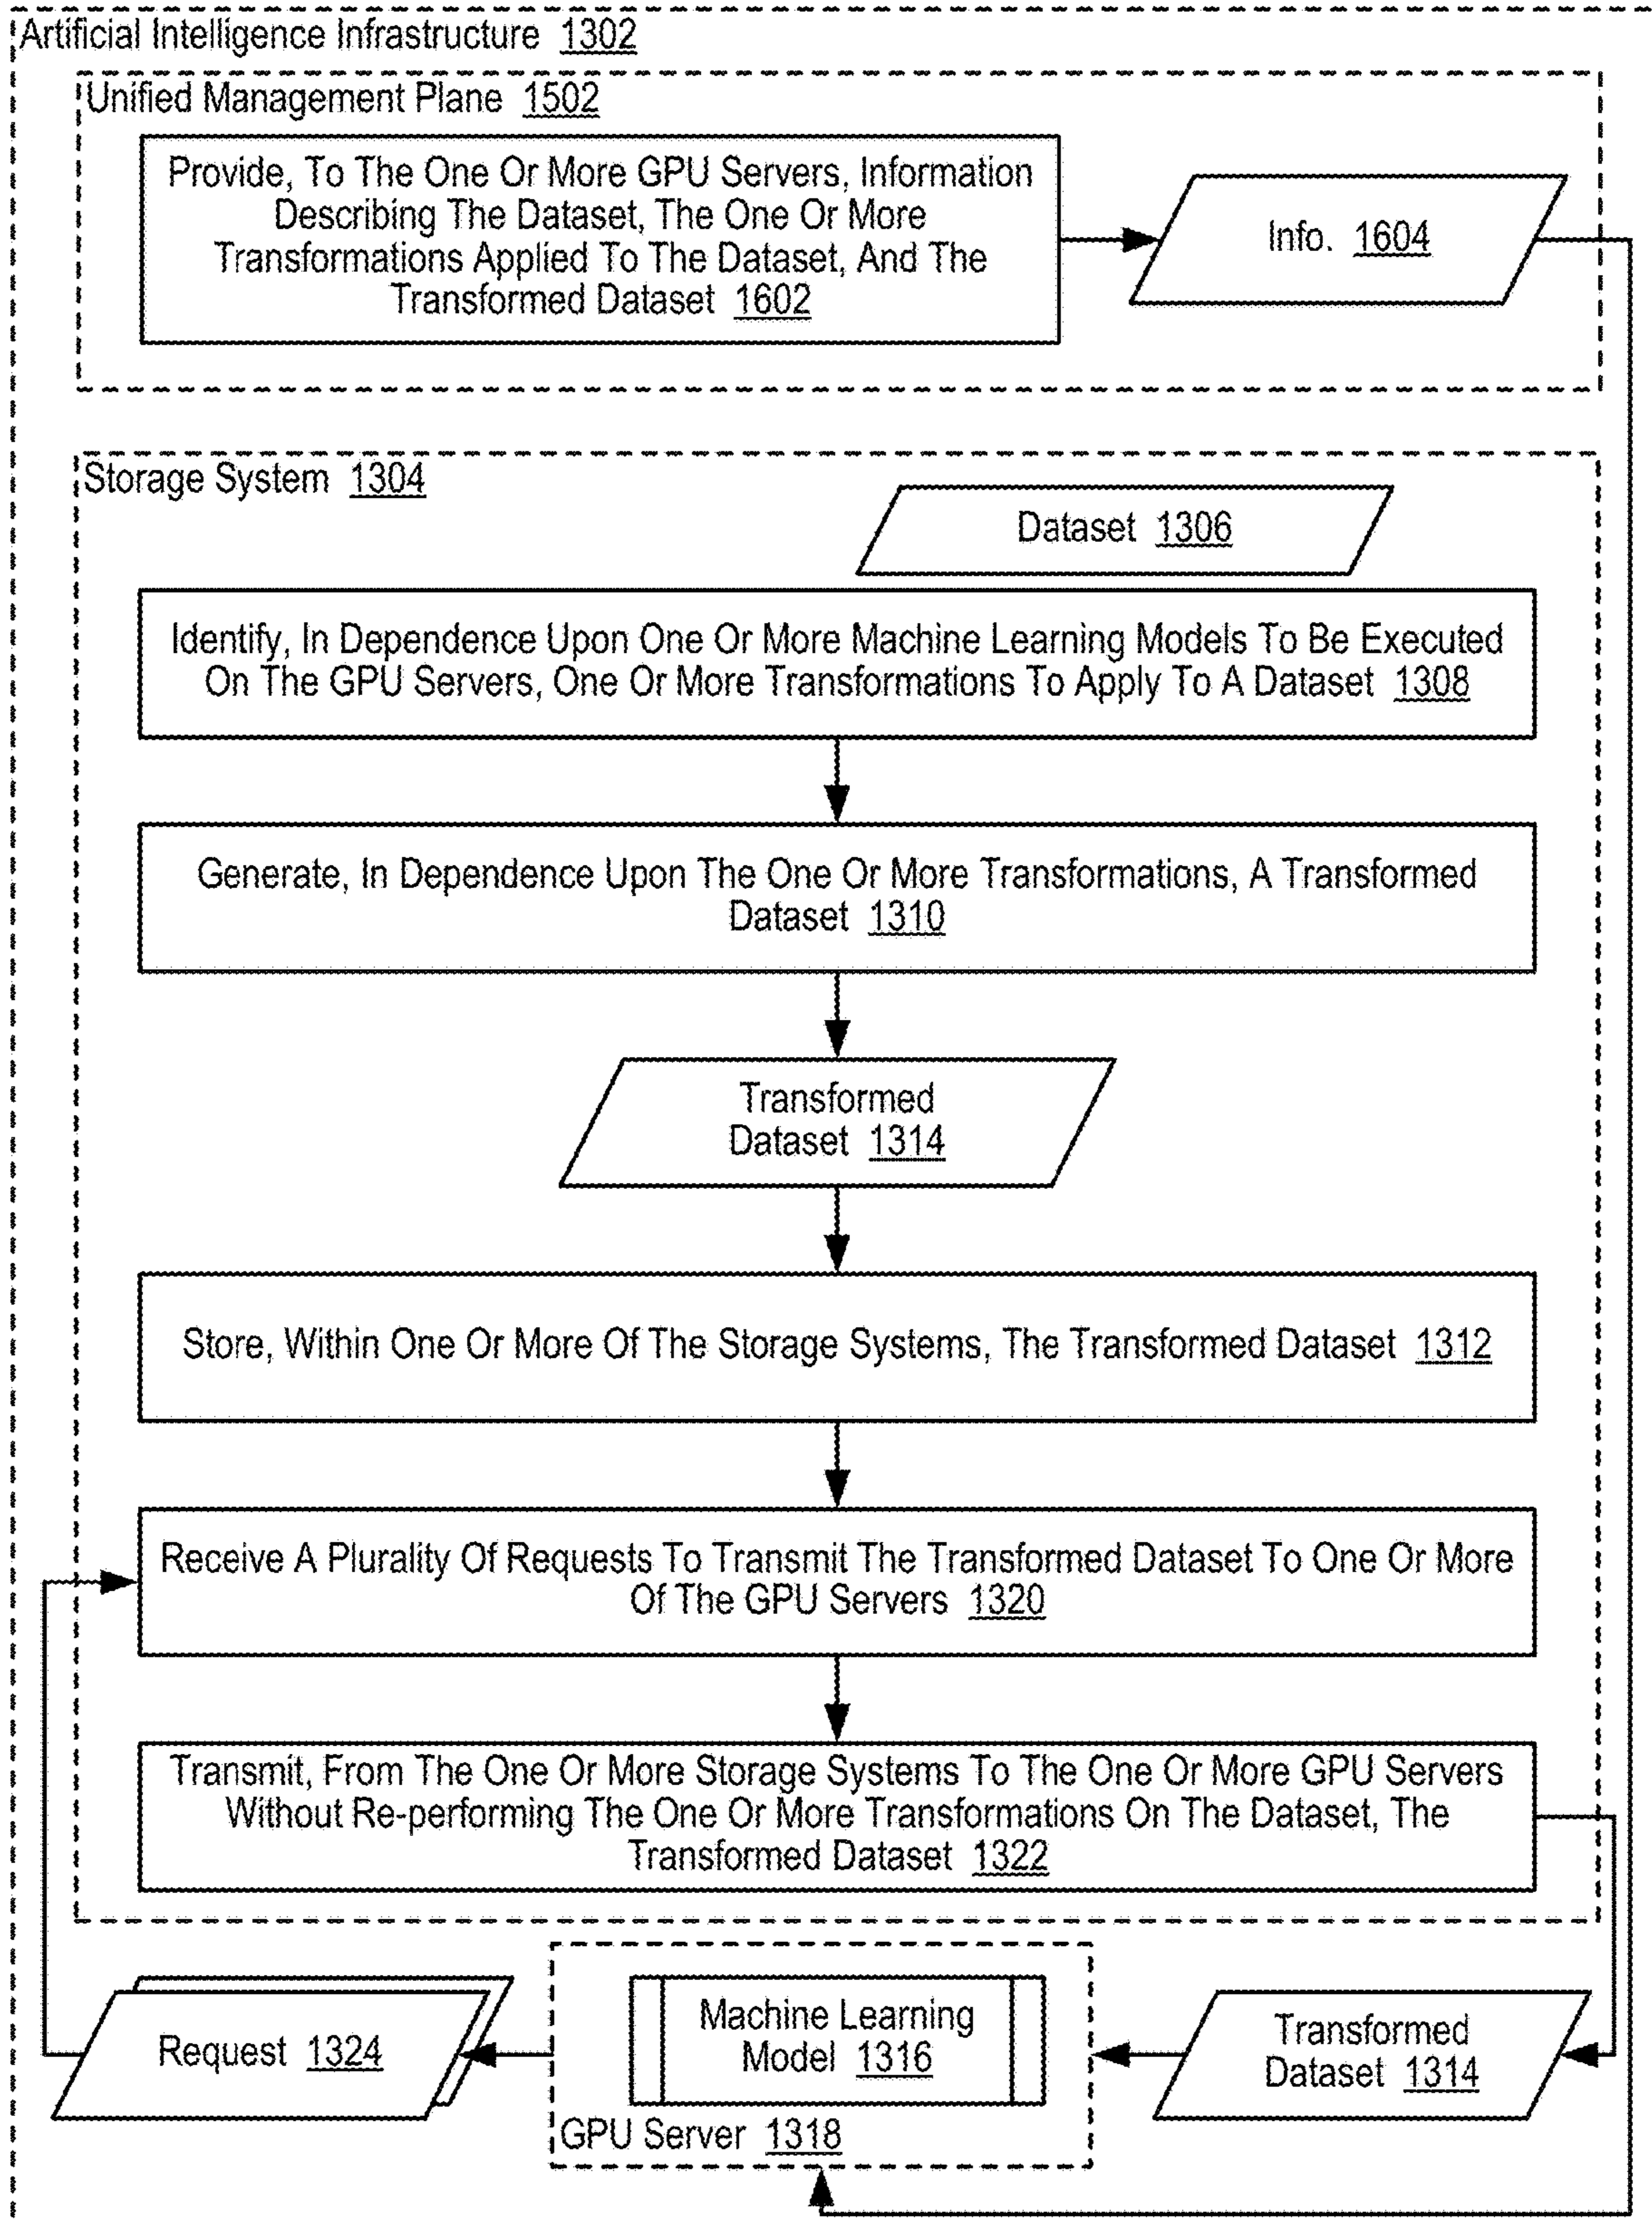 Artificial Intelligence Infrastructure 1302
Unified Management Plane 1502
Provide, To The One Or More GPU Servers, Information
Describing The Dataset, The One Or More
Transformations Applied To The Dataset, And The
Transformed Dataset 1602
Info. 1604
Storage System 1304
Dataset 1306
Identify, In Dependence Upon One Or More Machine Learning Models To Be Executed
On The GPU Servers, One Or More Transformations To Apply To A Dataset 1308
Generate, In Dependence Upon The One Or More Transformations, A Transformed
Dataset 1310
Transformed
Dataset 1314
Store, Within One Or More Of The Storage Systems, The Transformed Dataset 1312
Receive A Plurality Of Requests To Transmit The Transformed Dataset To One Or More
Of The GPU Servers 1320
Transmit, From The One Or More Storage Systems To The One Or More GPU Servers
Without Re-performing The One Or More Transformations On The Dataset, The
Transformed Dataset 1322
Request 1324
Machine Learning
Model 1316
GPU Server 1318
Transformed
Dataset 1314